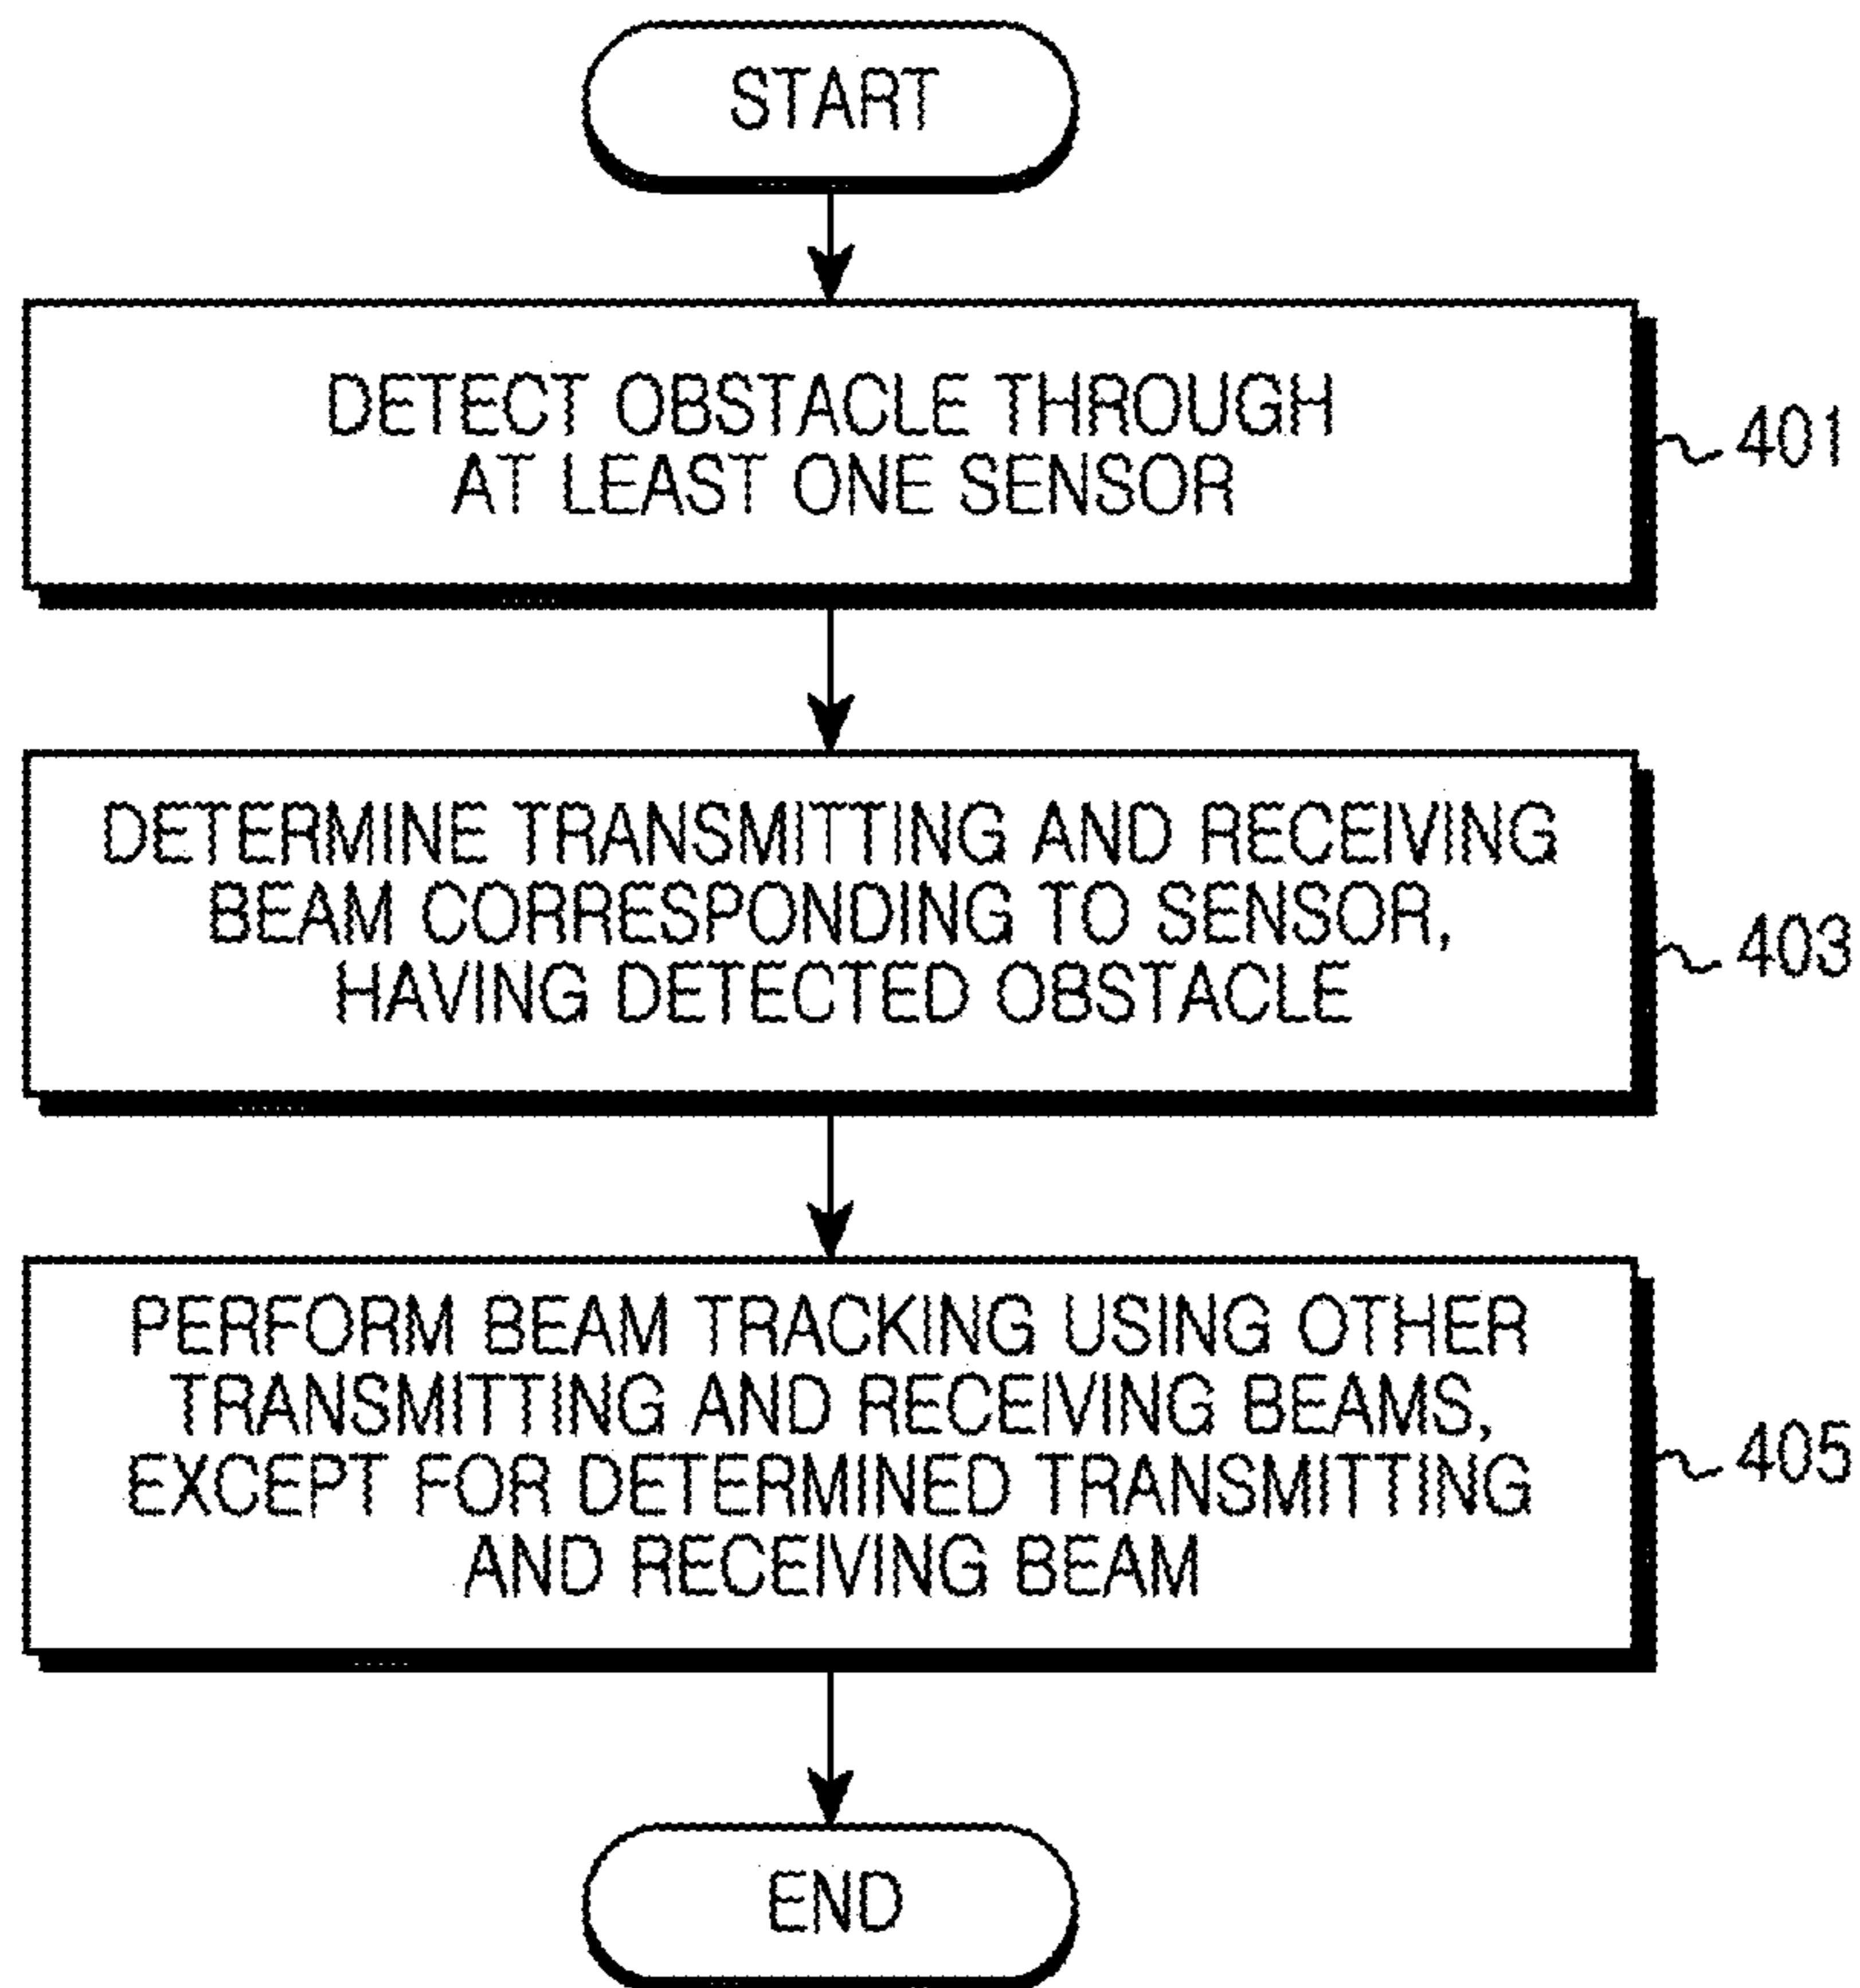 START
DETECT OBSTACLE THROUGH
AT LEAST ONE SENSOR
401
DETERMINE TRANSMITTING AND RECEIVING
BEAM CORRESPONDING TO SENSOR,
HAVING DETECTED OBSTACLE
403
PERFORM BEAM TRACKING USING OTHER
TRANSMITTING AND RECEIVING BEAMS,
EXCEPT FOR DETERMINED TRANSMITTING
AND RECEIVING BEAM
405
END